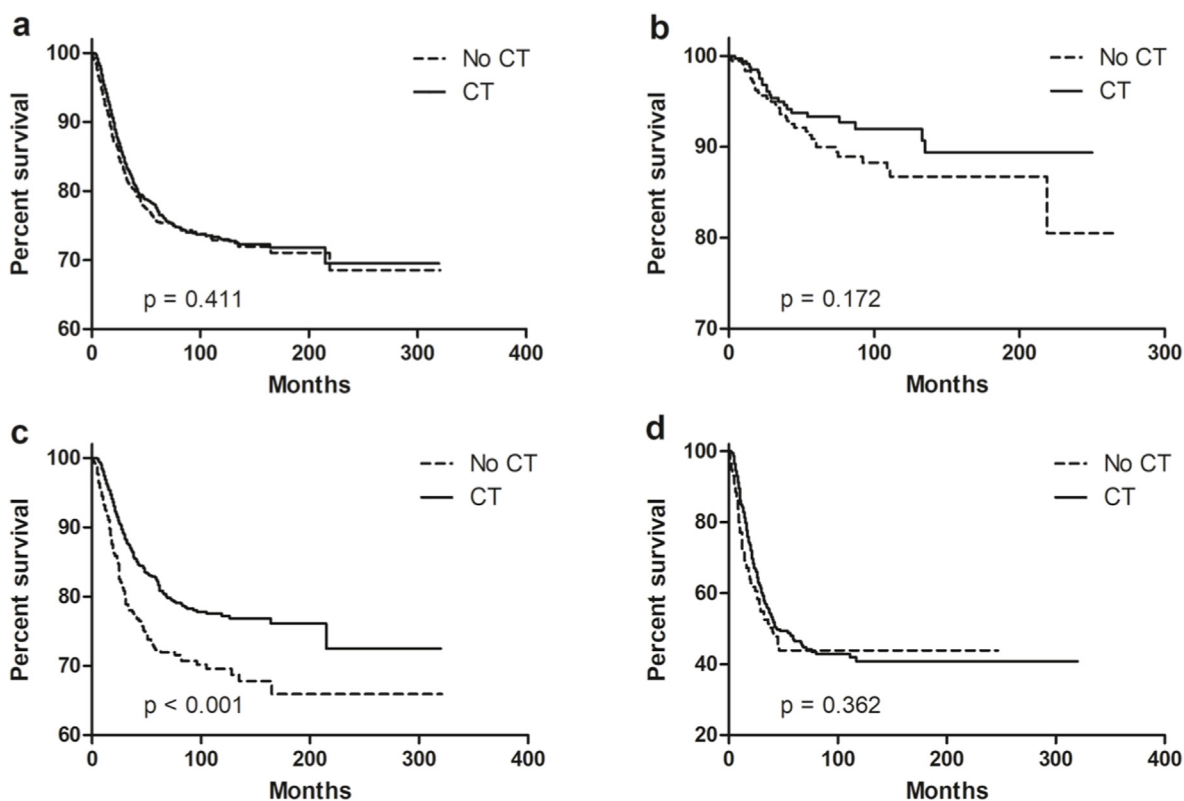 a
No CT
CT
100
90
80
70
60
Percent survival
p = 0.411
0 100 200 300 400
Months
b
No CT
CT
100
90
80
70
Percent survival
p = 0.172
0 100 200 300
Months
c
No CT
CT
100
90
80
70
60
Percent survival
p < 0.001
0 100 200 300 400
Months
d
No CT
CT
100
80
60
40
20
Percent survival
p = 0.362
0 100 200 300 400
Months